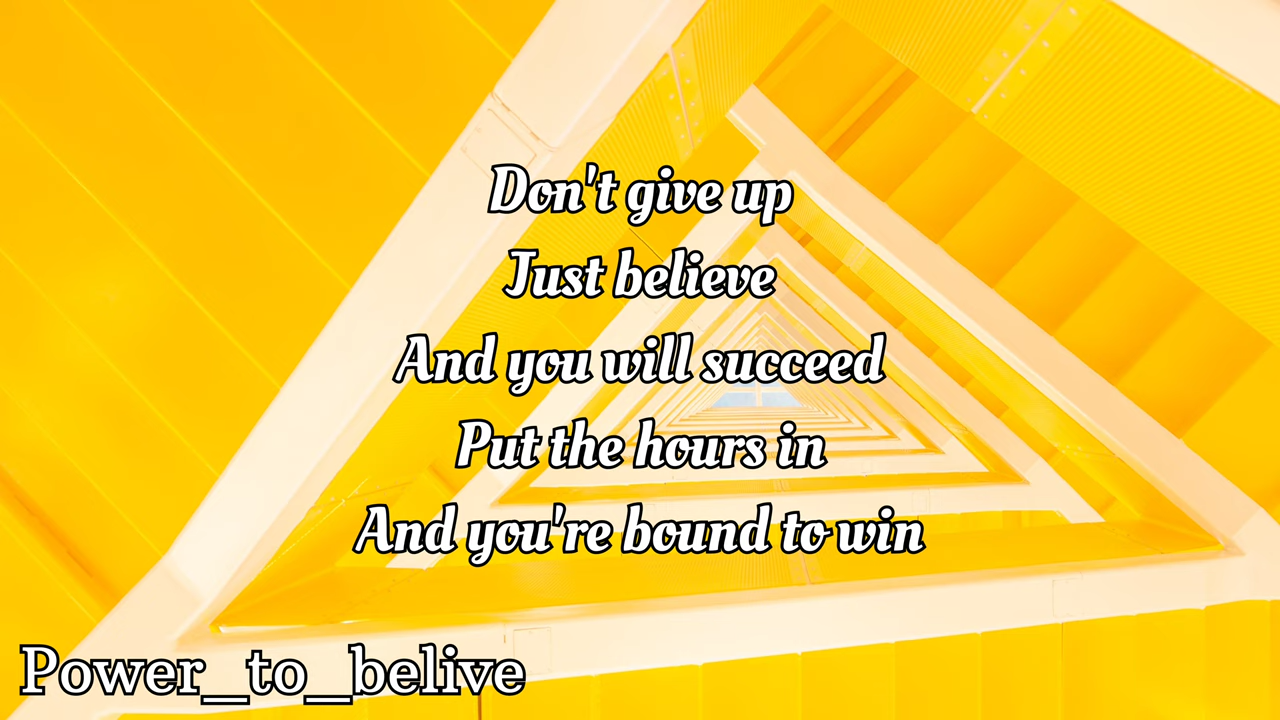 Don't give up
Just believe
And you will succeed
Put the hours in
And you're bound to win
Power_to_belive